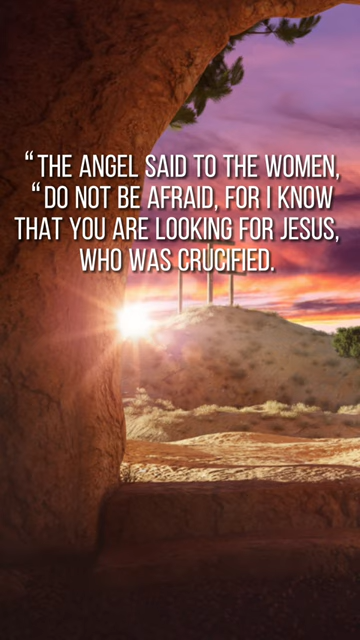 “THE ANGEL SAID TO THE WOMEN,
“DO NOT BE AFRAID, FOR I KNOW
THAT YOU ARE LOOKING FOR JESUS,
WHO WAS CRUCIFIED.